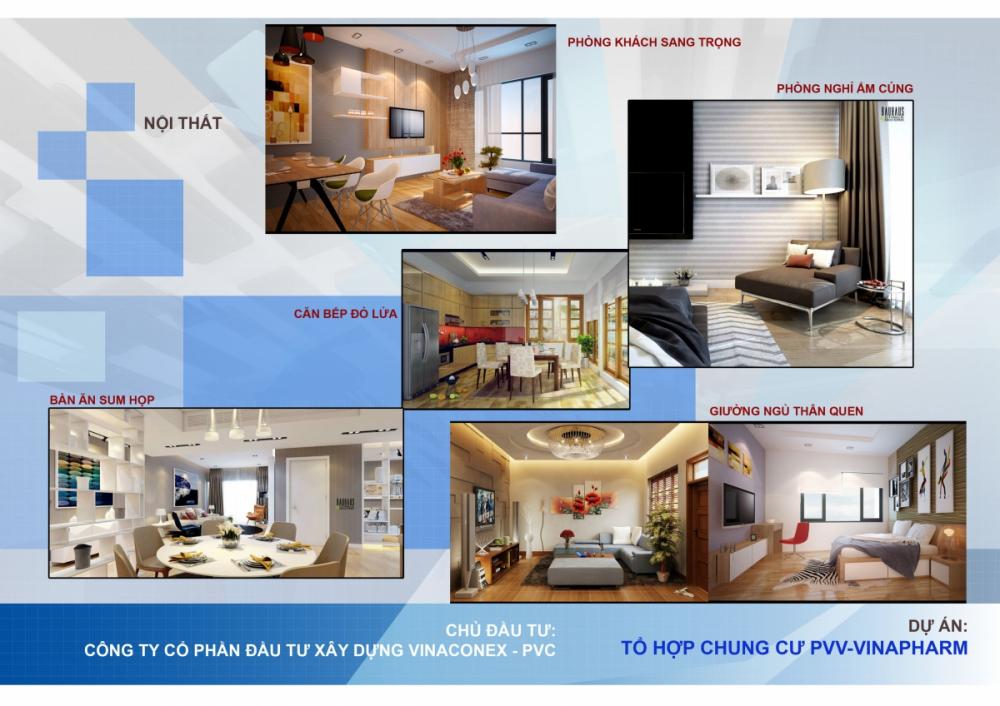 PHÒNG KHÁCH SANG TRỌNG
PHÒNG NGHỈ ẤM CÚNG
BAUHAUS
NỘI THẤT
CĂN BẾP ĐỎ LỬA
BÀN ĂN SUM HỌP
GIƯỜNG NGỦ THÂN QUEN
BAUHAUS
CHỦ ĐẦU TƯ:
CÔNG TY CỔ PHẦN ĐẦU TƯ XÂY DỰNG VINACONEX - PVC
DỰ ÁN:
TỔ HỢP CHUNG CƯ PVV-VINAPHARM